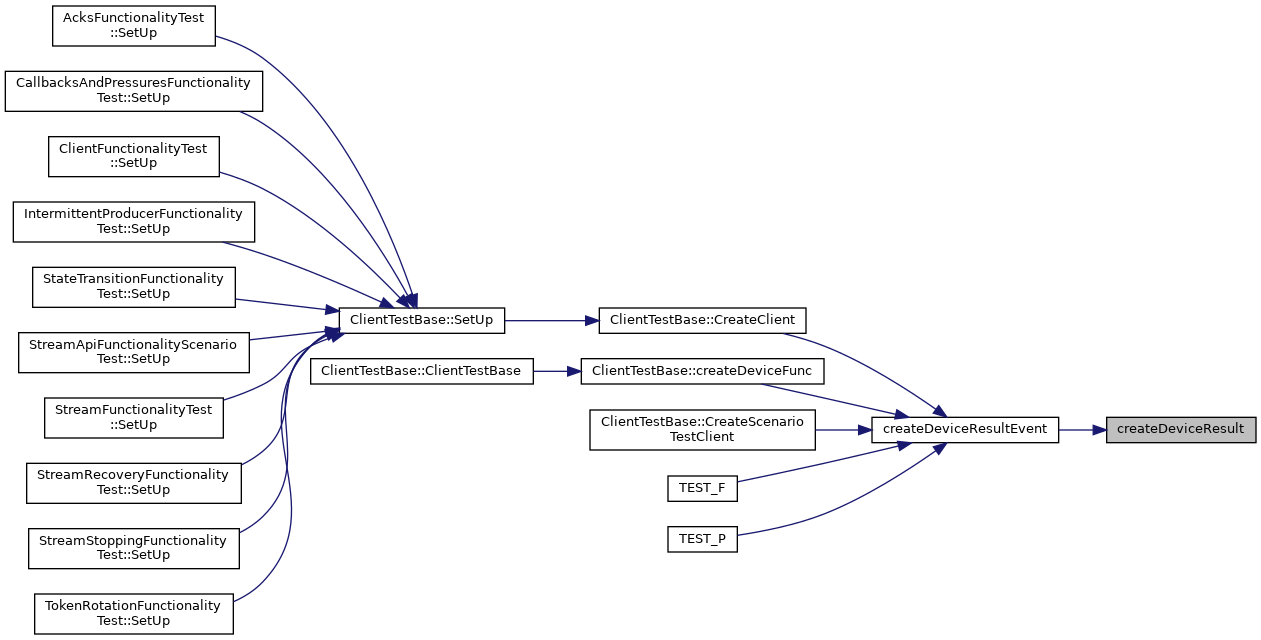 AcksFunctionalityTest
::SetUp
CallbacksAndPressuresFunctionality
Test::SetUp
ClientFunctionalityTest
::SetUp
IntermittentProducerFunctionality
Test::SetUp
StateTransitionFunctionality
Test::SetUp
StreamApiFunctionalityScenario
Test::SetUp
StreamFunctionalityTest
::SetUp
StreamRecoveryFunctionality
Test::SetUp
StreamStoppingFunctionality
Test::SetUp
TokenRotationFunctionality
Test::SetUp
ClientTestBase::SetUp
ClientTestBase::ClientTestBase
ClientTestBase::CreateClient
ClientTestBase::createDeviceFunc
ClientTestBase::CreateScenario
TestClient
TEST_F
TEST_P
createDeviceResultEvent
createDeviceResult